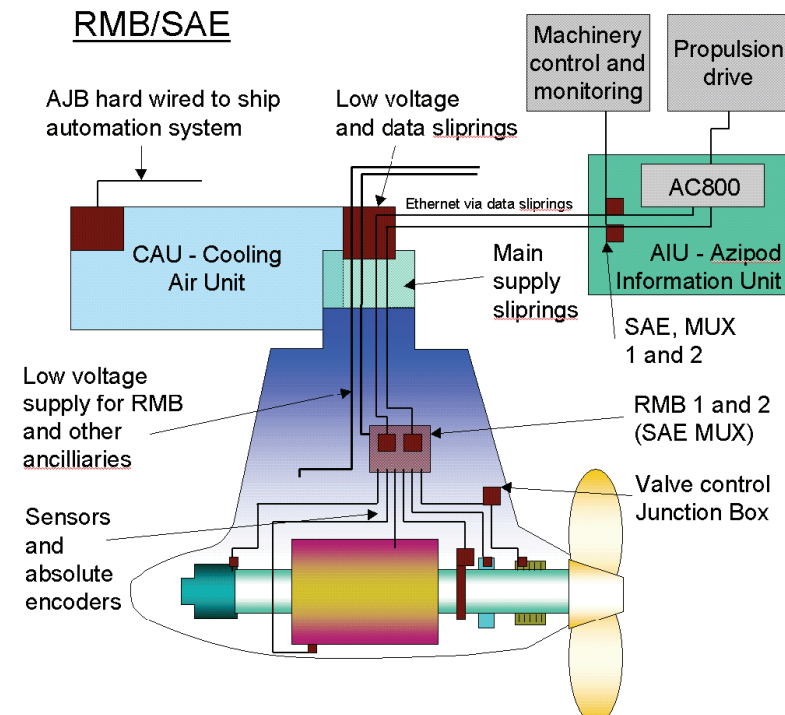 RMB/SAE
Machinery
control and
monitoring
Propulsion
drive
AJB hard wired to ship
automation system
Low voltage
and data sliprings
Ethernet via data sliprings
AC800
CAU - Cooling
Air Unit
AIU - Azipod
Information Unit
Main
supply
sliprings
SAE, MUX
1 and 2
Low voltage
supply for RMB
and other
ancilliaries
RMB 1 and 2
(SAE MUX)
Valve control
Junction Box
Sensors
and
absolute
encoders